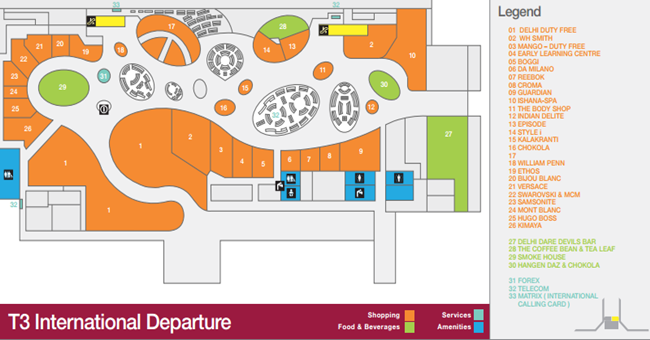 33
32
22
21
20
19
18
17
28
14
13
2
10
23
24
25
26
29
31
16
15
11
30
12
32
1
1
1
2
3
4
5
6
7
8
9
27
32
Legend
01 DELHI DUTY FREE
02 WH SMITH
03 MANGO - DUTY FREE
04 EARLY LEARNING CENTRE
05 BOGGI
06 DA MILANO
07 REEBOK
08 CROMA
09 GUARDIAN
10 ISHANA-SPA
11 THE BODY SHOP
12 INDIAN DELITE
13 EPISODE
14 STYLE i
15 KALAKRANTI
16 CHOKOLA
17
18 WILLIAM PENN
19 ETHOS
20 BIJOU BLANC
21 VERSACE
22 SWAROVSKI & MCM
23 SAMSONITE
24 MONT BLANC
25 HUGO BOSS
26 KIMAYA
27 DELHI DARE DEVILS BAR
28 THE COFFEE BEAN & TEA LEAF
29 SMOKE HOUSE
30 HANGEN DAZ & CHOKOLA
31 FOREX
32 TELECOM
33 MATRIX ( INTERNATIONAL
CALLING CARD )
T3 International Departure
Shopping
Food & Beverages
Services
Amenities